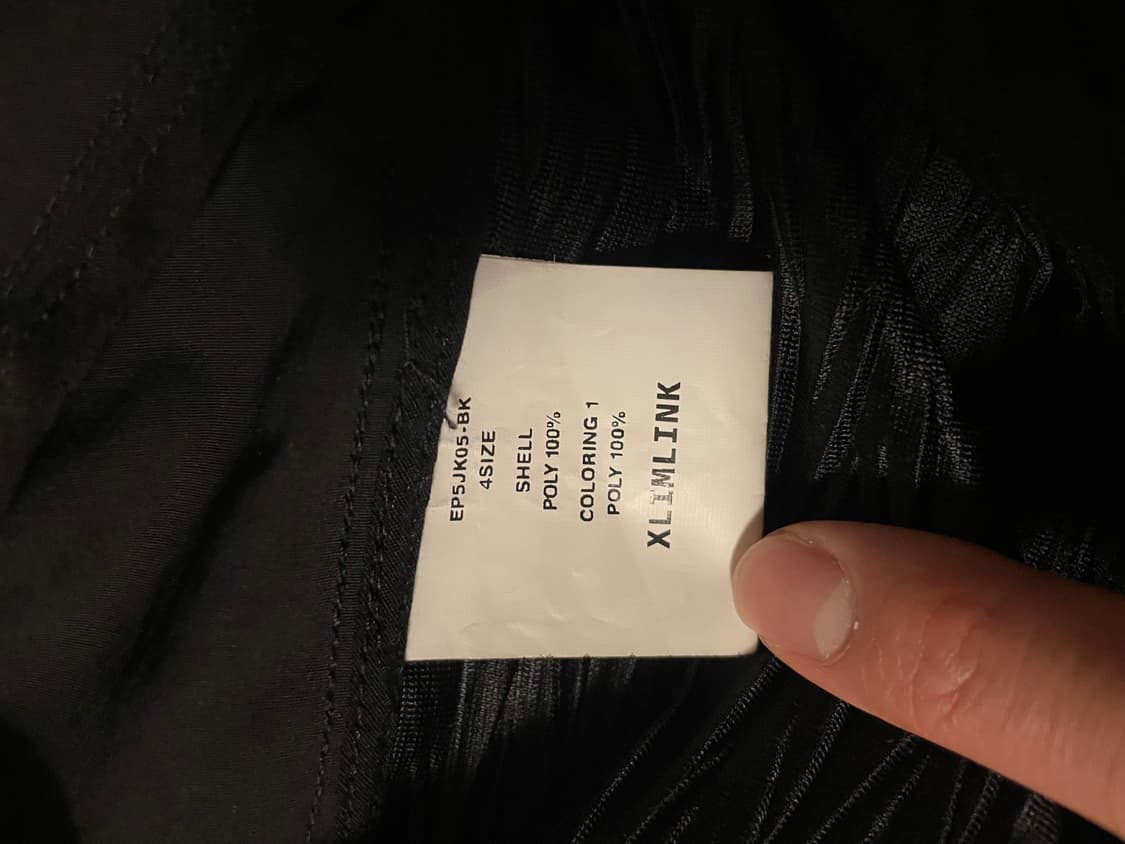 EP5JK05-BK
4SIZE
SHELL
POLY 100%
COLORING 1
POLY 100%
XLIMLINK